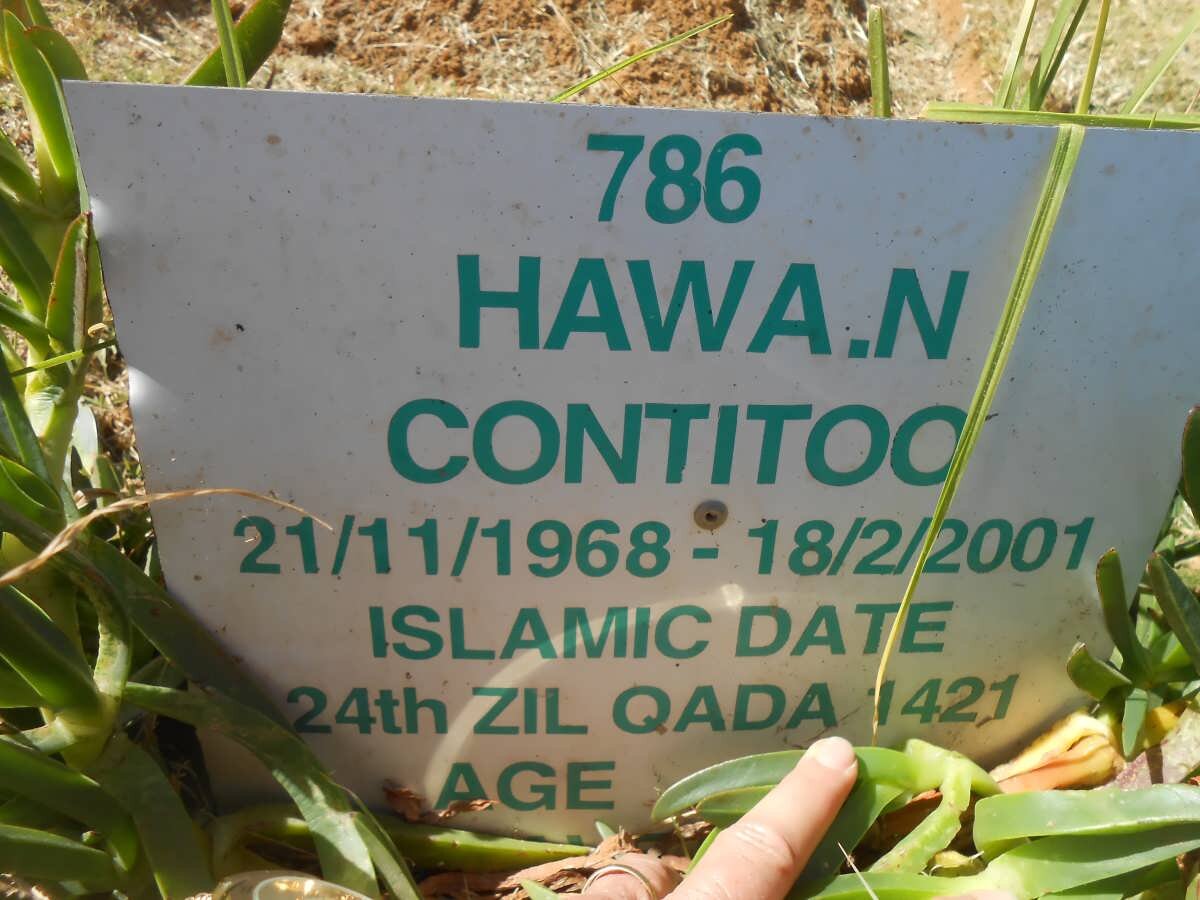 786
HAWA.N
CONTITOO
21/11/1968 - 18/2/2001
ISLAMIC DATE
24th ZIL QADA 1421
AGE